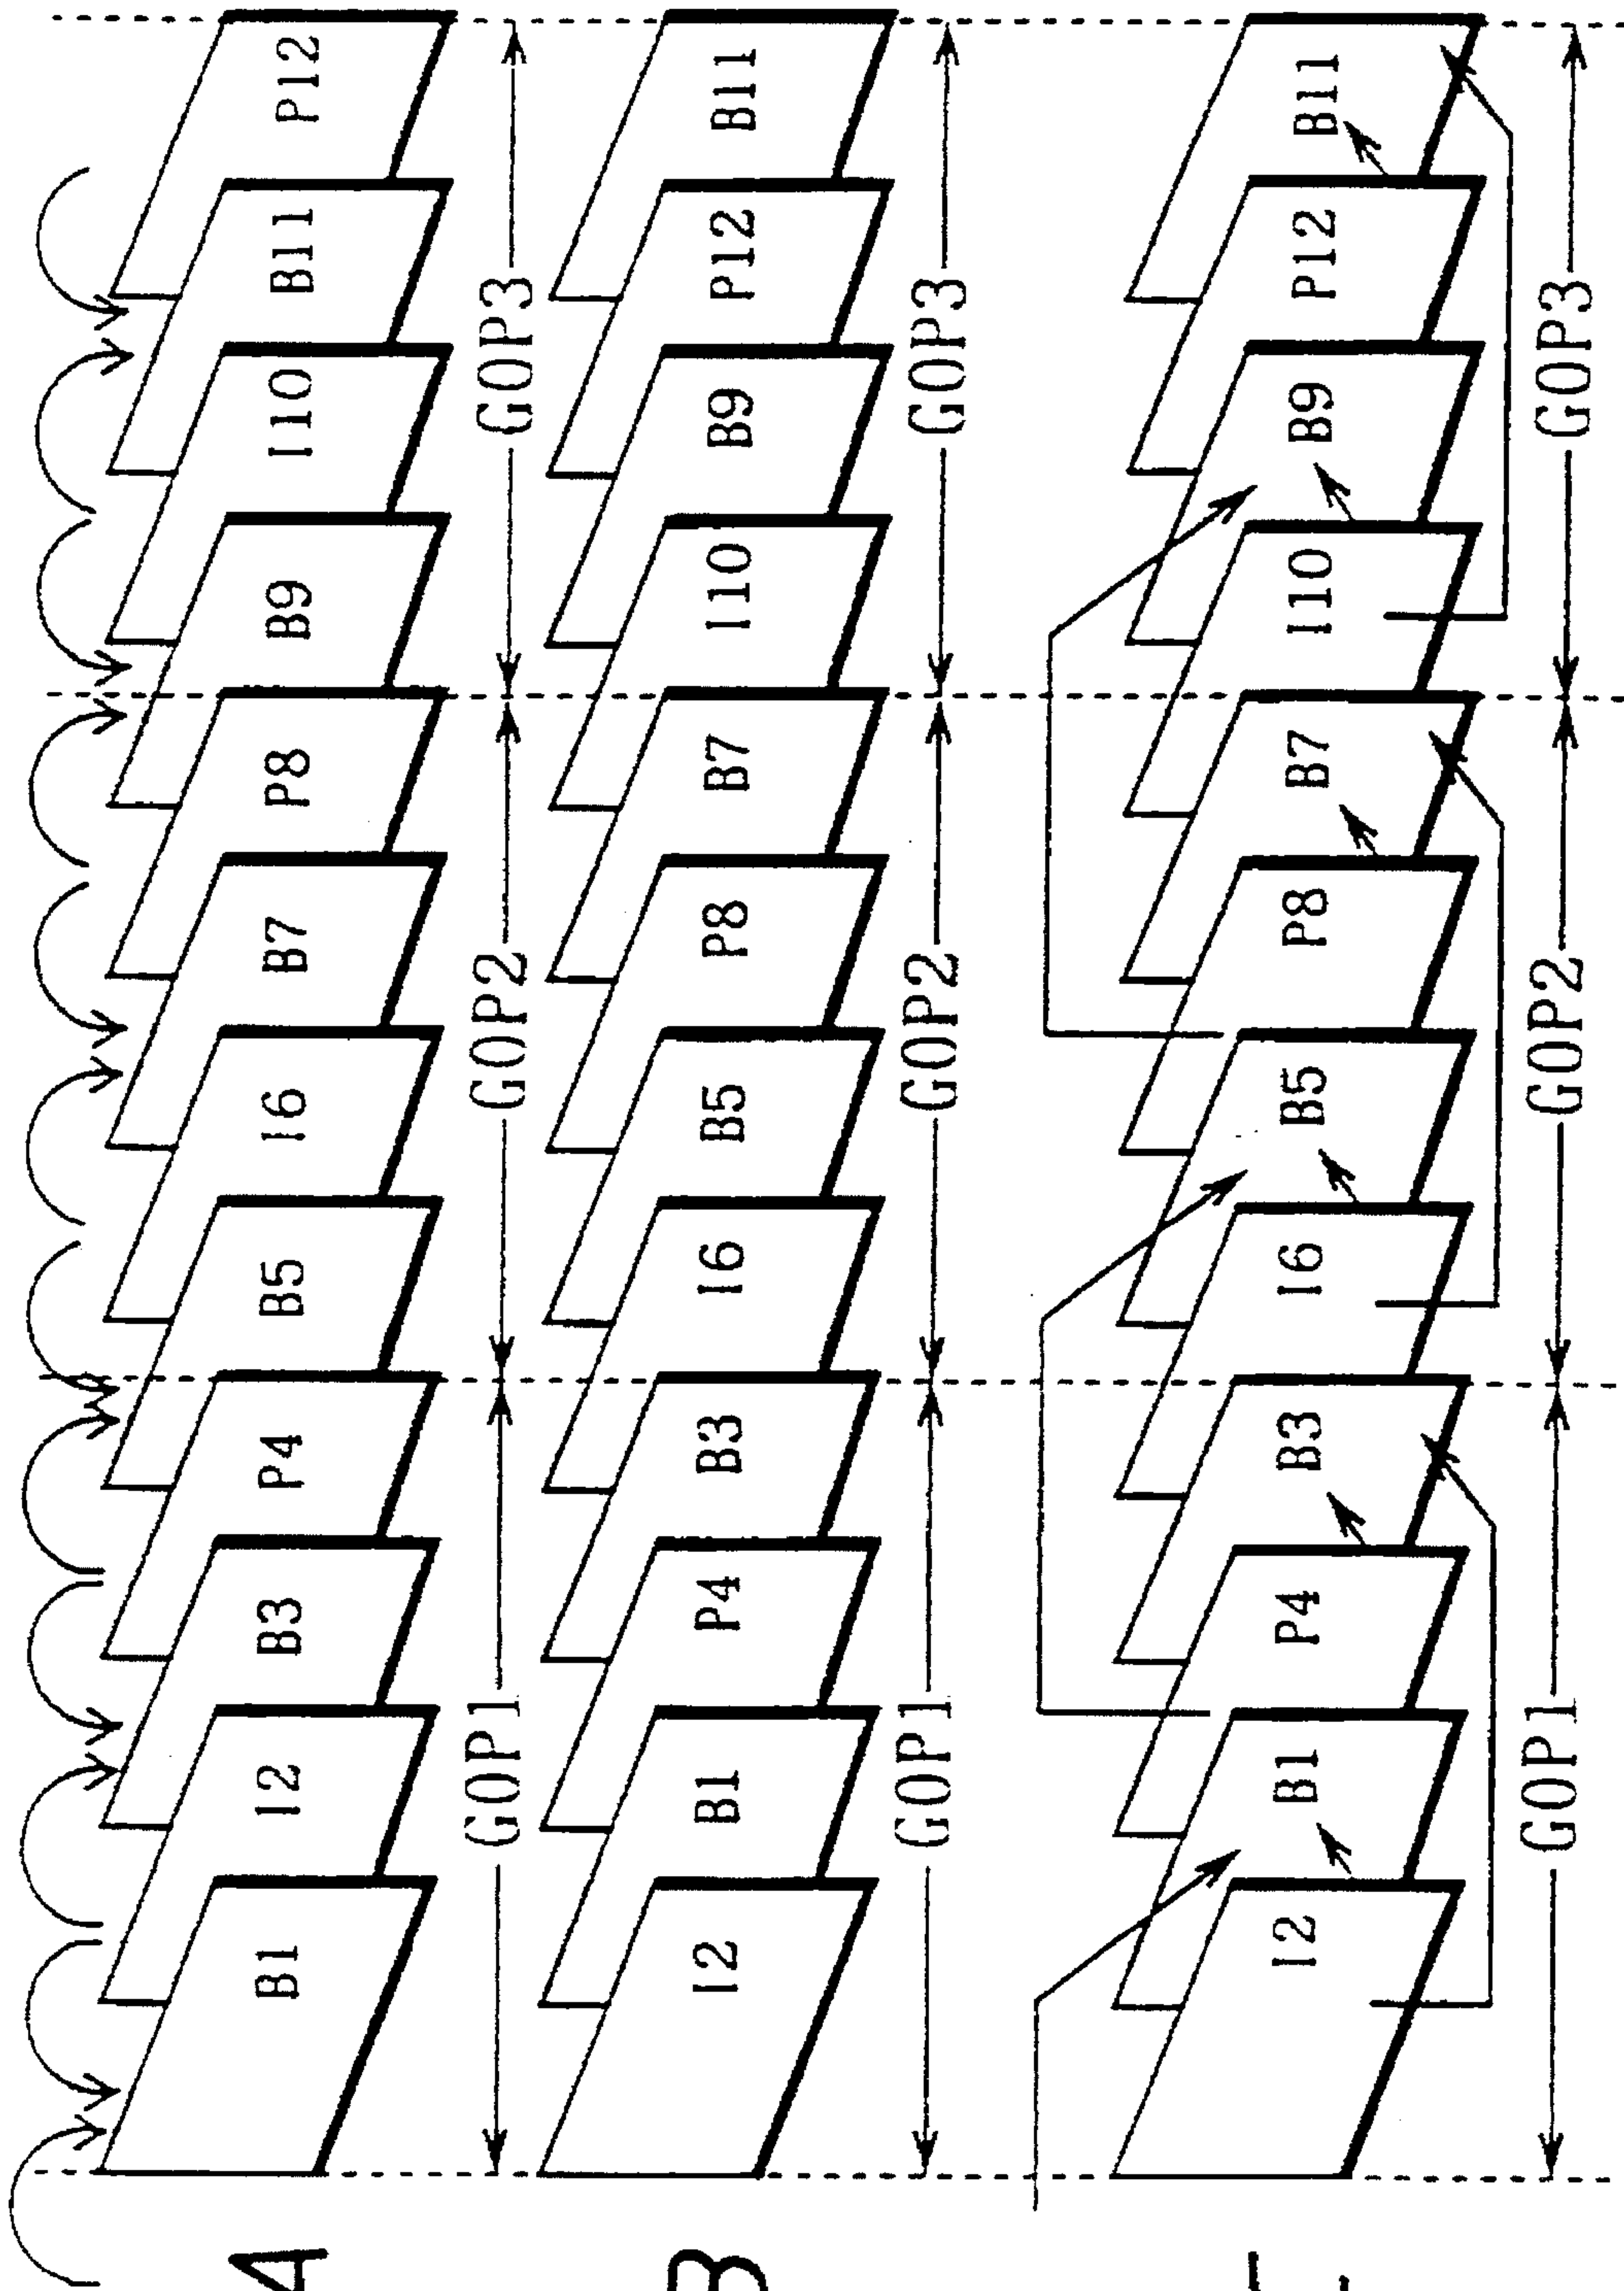 A
B1 I2 B3 P4 B5 I6 B7 P8 B9 I10 B11 P12
GOP1 GOP2 GOP3
B
I2 B1 P4 B3 I6 B5 P8 B7 I10 B9 P12 B11
GOP1 GOP2 GOP3
I2 B1 P4 B3 I6 B5 P8 B7 I10 B9 P12 B11
GOP1 GOP2 GOP3